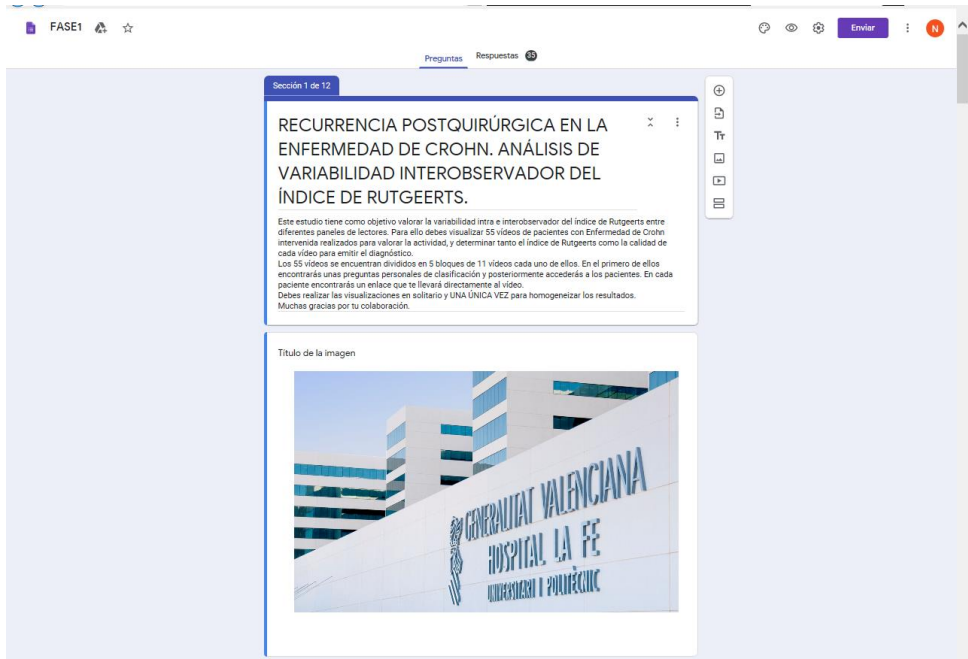 FASE1
Enviar
N
Preguntas
Respuestas 35
Sección 1 de 12
RECURRENCIA POSTQUIRÚRGICA EN LA
ENFERMEDAD DE CROHN. ANÁLISIS DE
VARIABILIDAD INTEROBSERVADOR DEL
ÍNDICE DE RUTGEERTS.
Este estudio tiene como objetivo valorar la variabilidad intra e interobservador del índice de Rutgeerts entre
diferentes paneles de lectores. Para ello debes visualizar 55 vídeos de pacientes con Enfermedad de Crohn
intervenida realizados para valorar la actividad, y determinar tanto el índice de Rutgeerts como la calidad de
cada vídeo para emitir el diagnóstico.
Los 55 vídeos se encuentran divididos en 5 bloques de 11 vídeos cada uno de ellos. En el primero de ellos
encontrarás unas preguntas personales de clasificación y posteriormente accederás a los pacientes. En cada
paciente encontrarás un enlace que te llevará directamente al vídeo.
Debes realizar las visualizaciones en solitario y UNA ÚNICA VEZ para homogeneizar los resultados.
Muchas gracias por tu colaboración.
Tt
Título de la imagen
GENERALITAT VALENCIANA
HOSPITAL LA FE
UNIVERSITARI I POLITÈCNIC